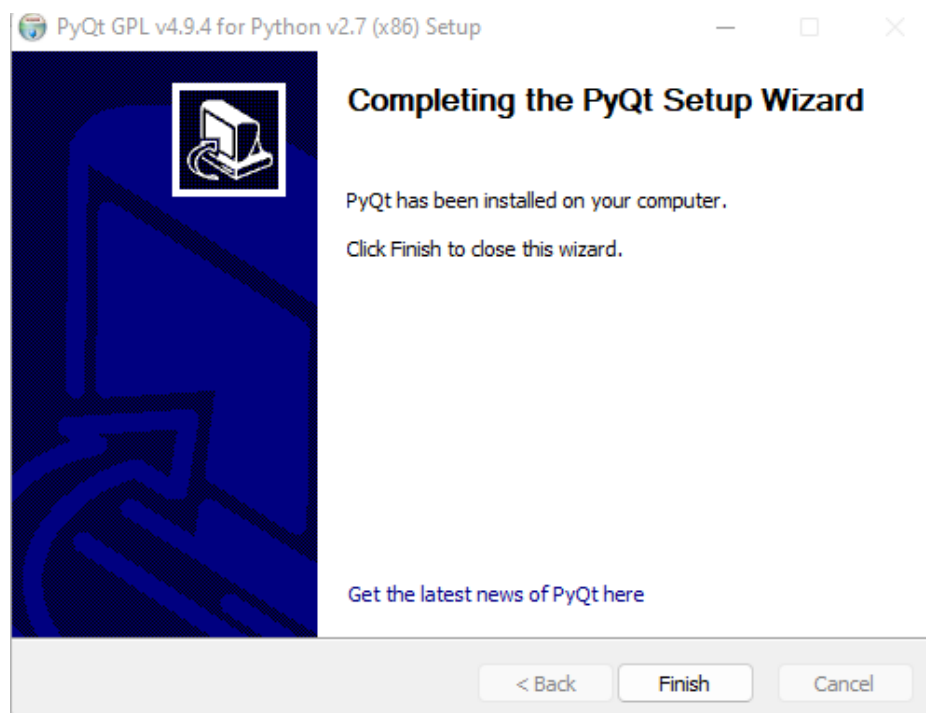 PyQt GPL v4.9.4 for Python v2.7 (x86) Setup
Completing the PyQt Setup Wizard
PyQt has been installed on your computer.
Click Finish to close this wizard.
Get the latest news of PyQt here
< Back Finish Cancel